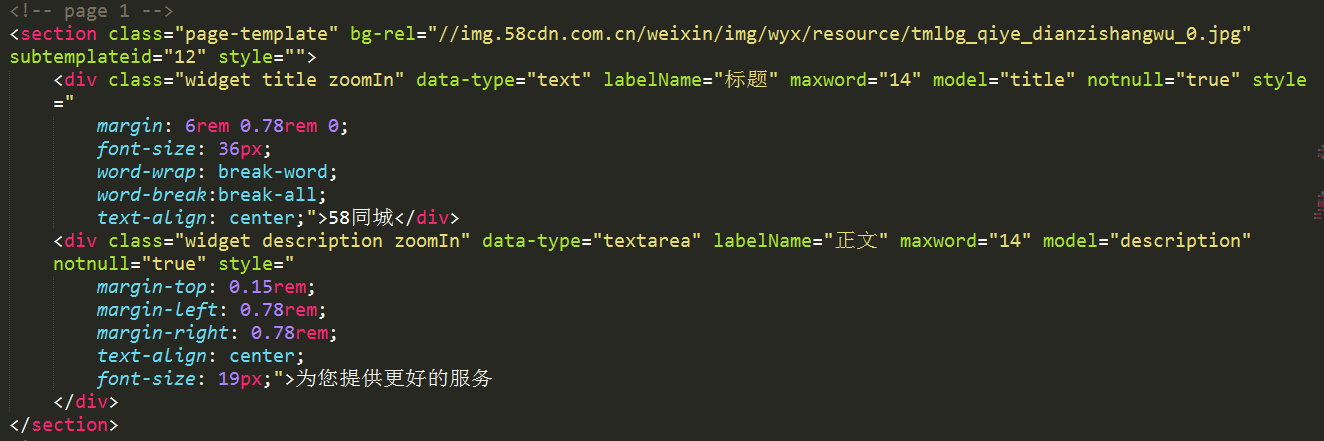 <!-- page 1 -->
<section class="page-template" bg-rel="//img.58cdn.com.cn/weixin/img/wyx/resource/tmlbg_qiye_dianzishangwu_0.jpg"
subtemplateid="12" style="">
<div class="widget title zoomIn" data-type="text" labelName="标题" maxword="14" model="title" notnull="true" style
="
margin: 6rem 0.78rem 0;
font-size: 36px;
word-wrap: break-word;
word-break:break-all;
text-align: center;">58同城</div>
<div class="widget description zoomIn" data-type="textarea" labelName="正文" maxword="14" model="description"
notnull="true" style="
margin-top: 0.15rem;
margin-left: 0.78rem;
margin-right: 0.78rem;
text-align: center;
font-size: 19px;">为您提供更好的服务
</div>
</section>